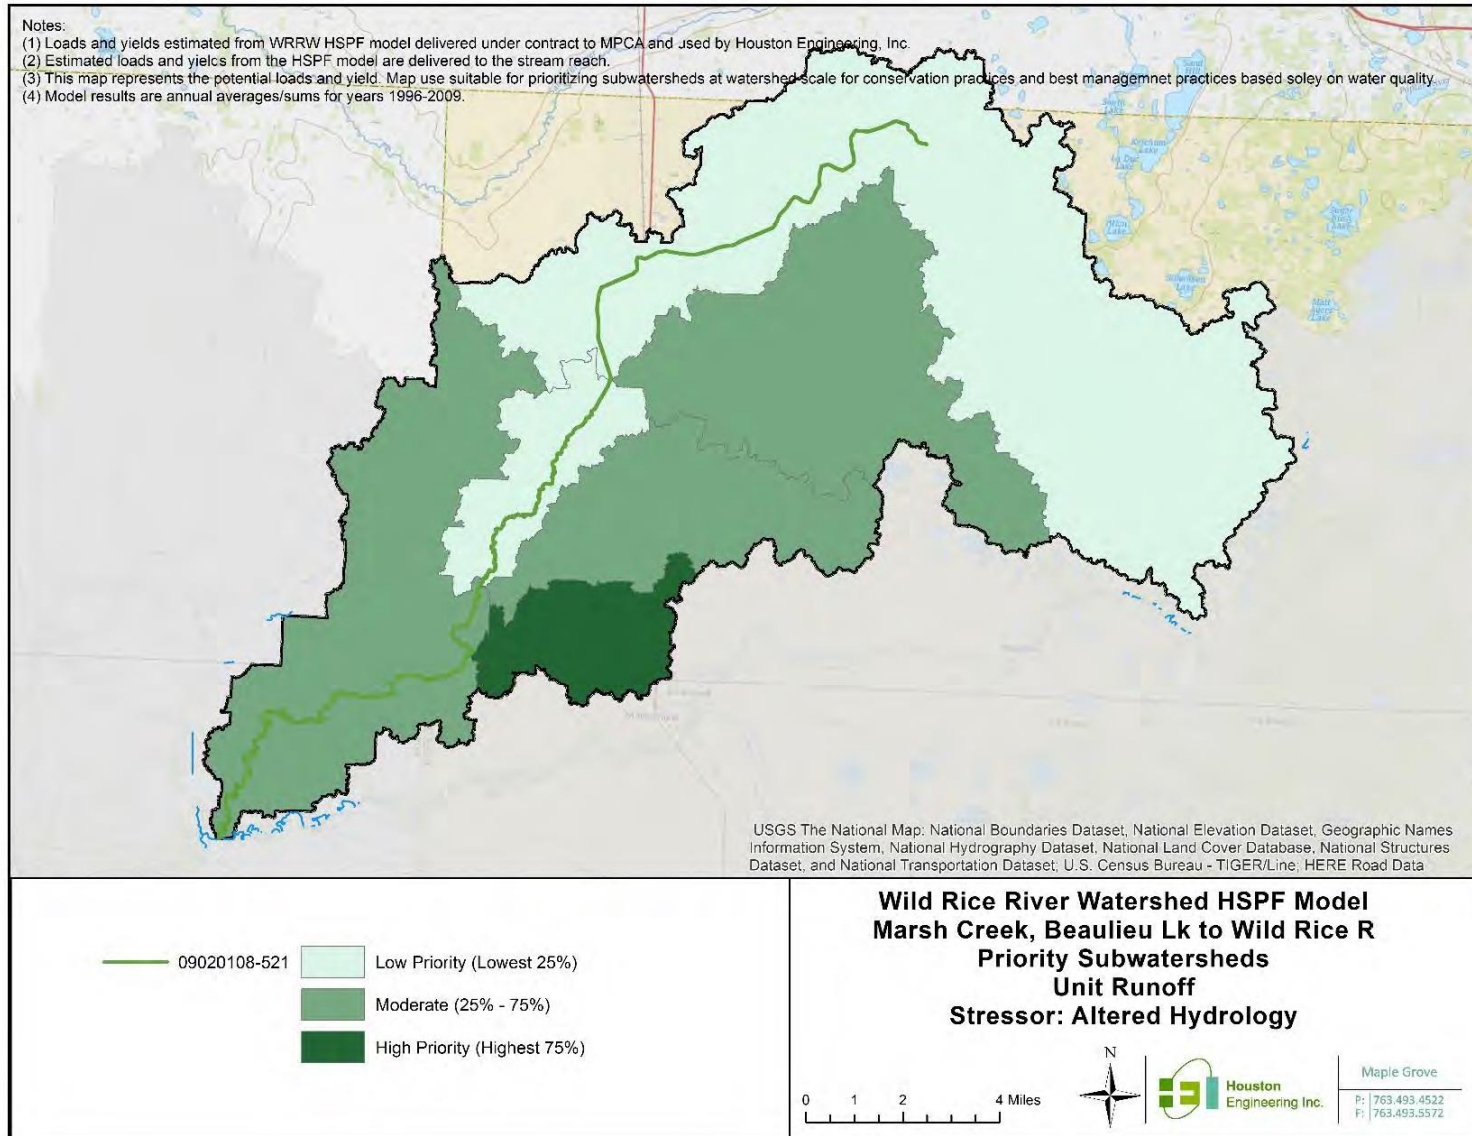 Notes:
(1) Loads and yields estimated from WRRW HSPF model delivered under contract to MPCA and used by Houston Engineering, Inc.
(2) Estimated loads and yields from the HSPF model are delivered to the stream reach.
(3) This map represents the potential loads and yield. Map use suitable for prioritizing subwatersheds at watershed scale for conservation practices and best managemnet practices based soley on water quality.
(4) Model results are annual averages/sums for years 1996-2009.
USGS The National Map: National Boundaries Dataset, National Elevation Dataset, Geographic Names
Information System, National Hydrography Dataset, National Land Cover Database, National Structures
Dataset, and National Transportation Dataset; U.S. Census Bureau - TIGER/Line; HERE Road Data
09020108-521
Low Priority (Lowest 25%)
Moderate (25% - 75%)
High Priority (Highest 75%)
Wild Rice River Watershed HSPF Model
Marsh Creek, Beaulieu Lk to Wild Rice R
Priority Subwatersheds
Unit Runoff
Stressor: Altered Hydrology
0 1 2 4 Miles
N
Houston
Engineering Inc.
Maple Grove
P: 763.493.4522
F: 763.493.5572